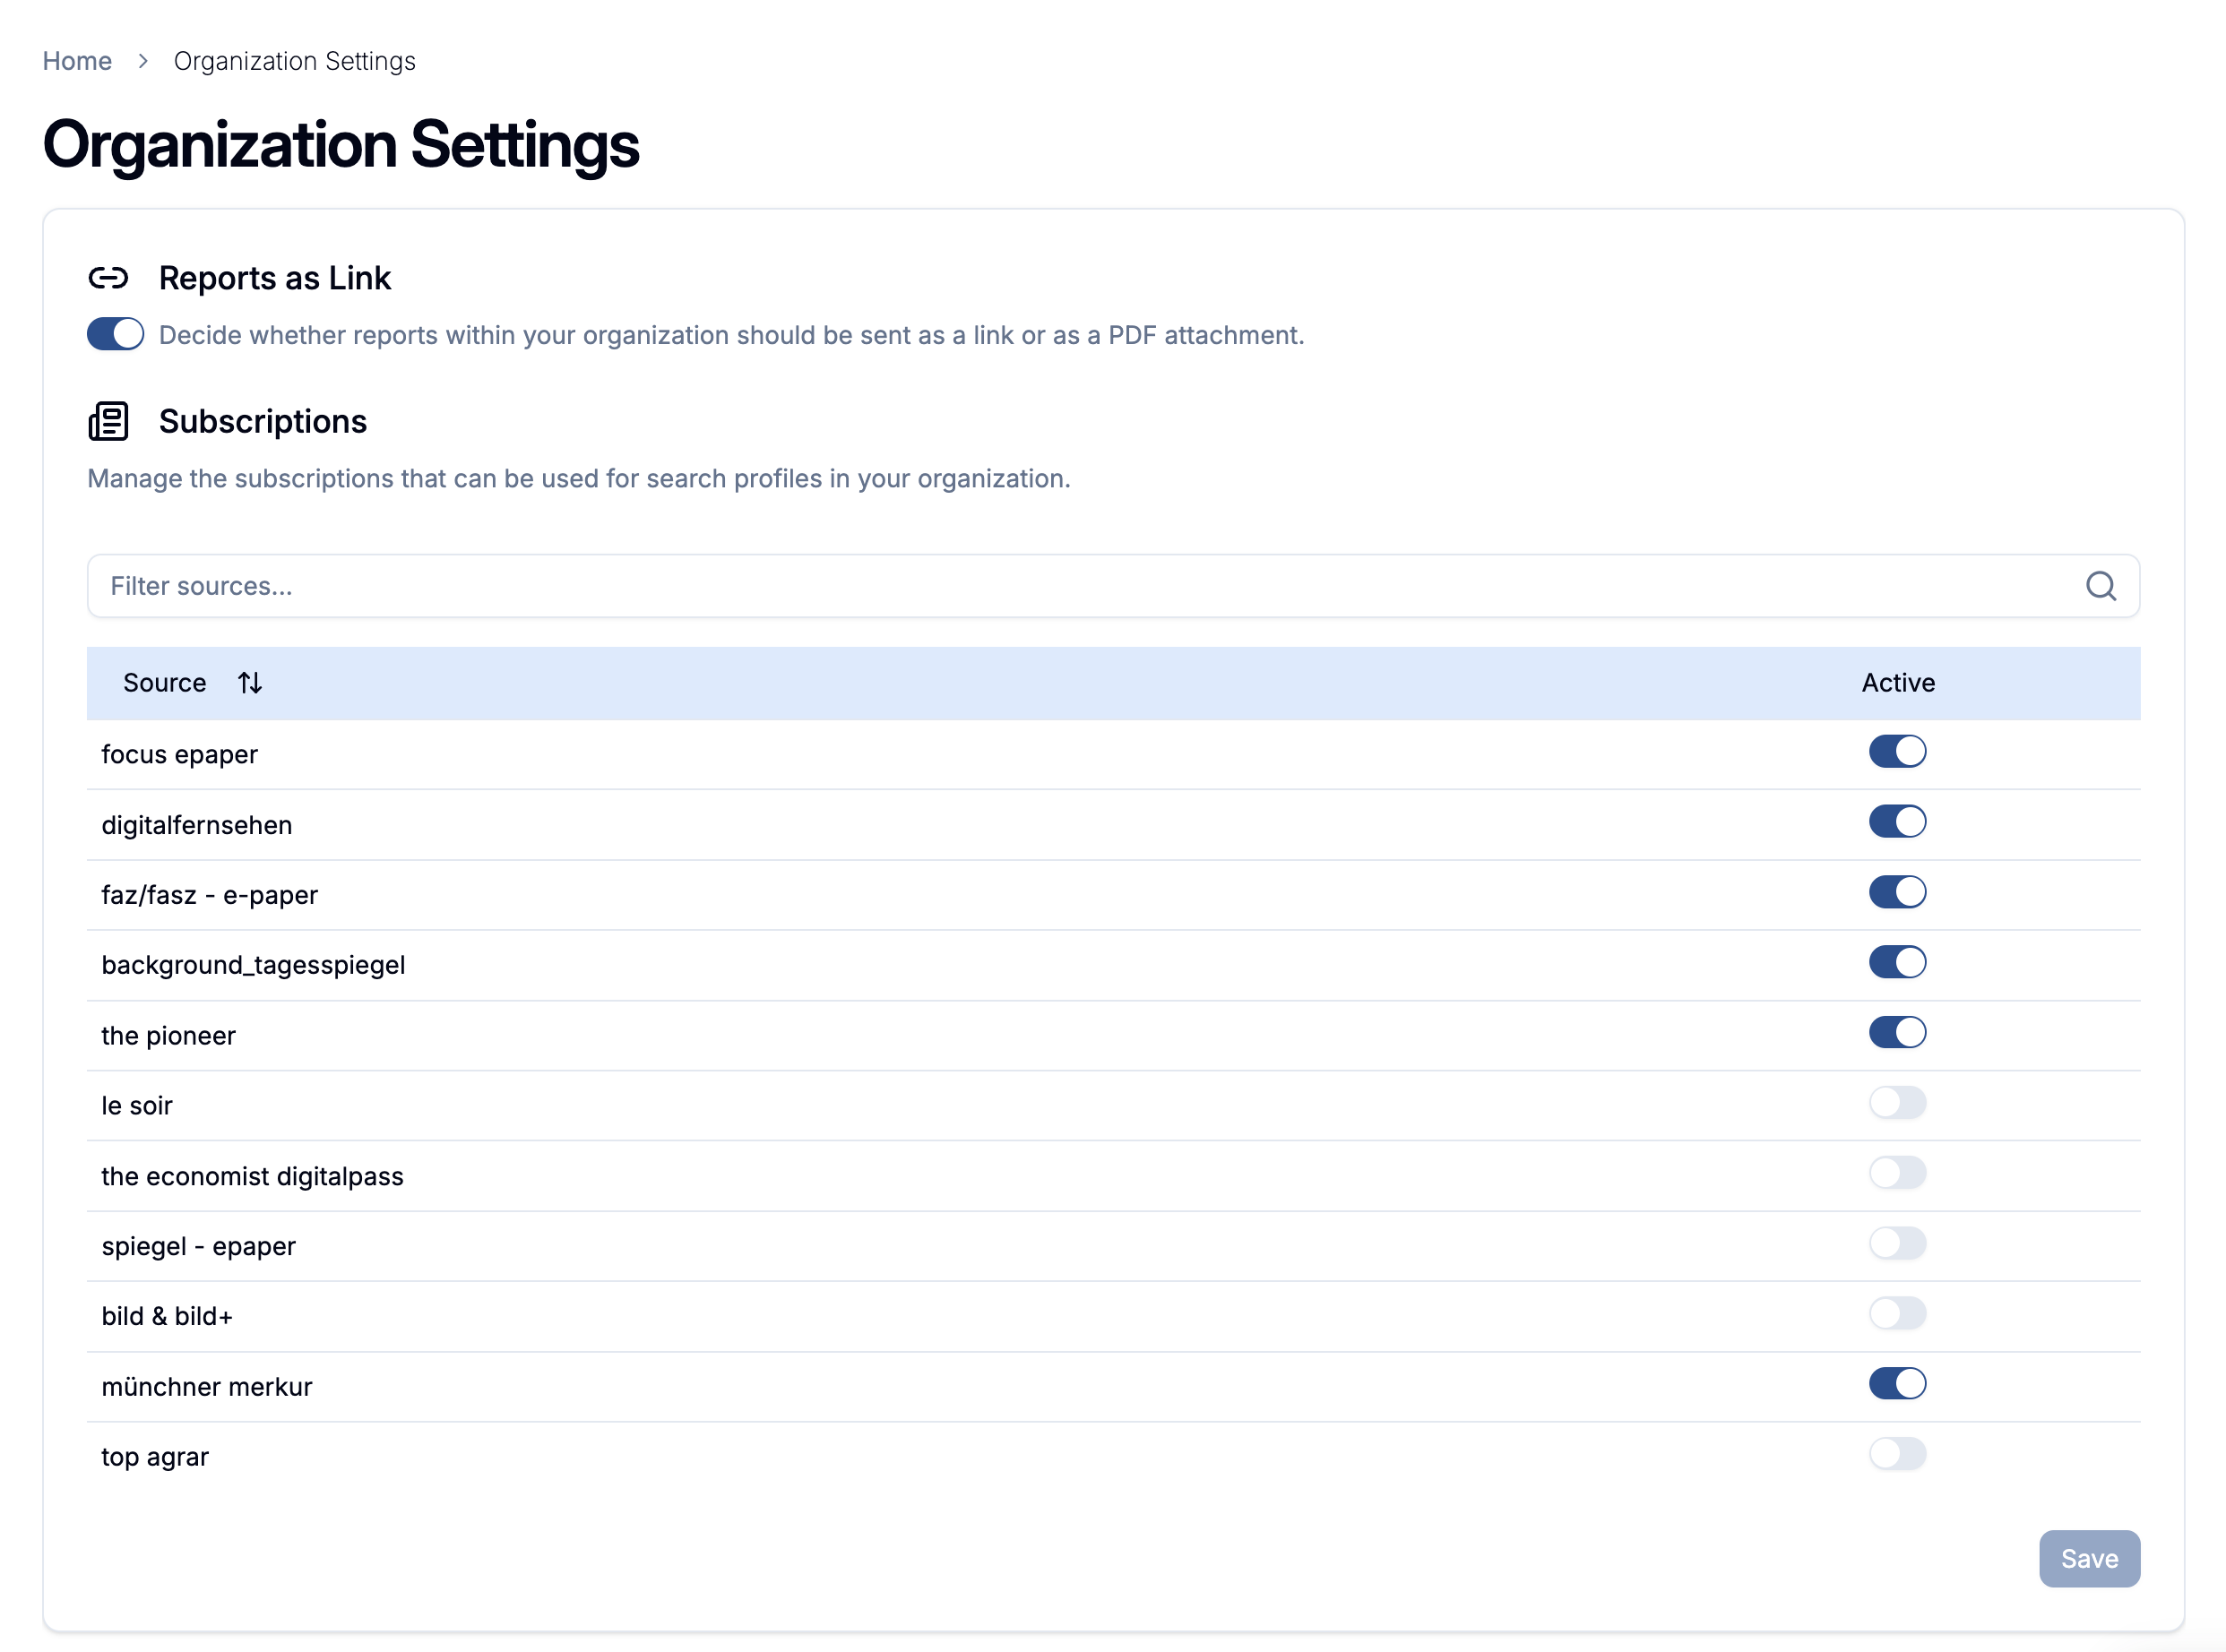 Home > Organization Settings
Organization Settings
Reports as Link
Decide whether reports within your organization should be sent as a link or as a PDF attachment.
Subscriptions
Manage the subscriptions that can be used for search profiles in your organization.
Filter sources...
Source Active
focus epaper
digitalfernsehen
faz/fasz - e-paper
background_tagesspiegel
the pioneer
le soir
the economist digitalpass
spiegel - epaper
bild & bild+
münchner merkur
top agrar
Save